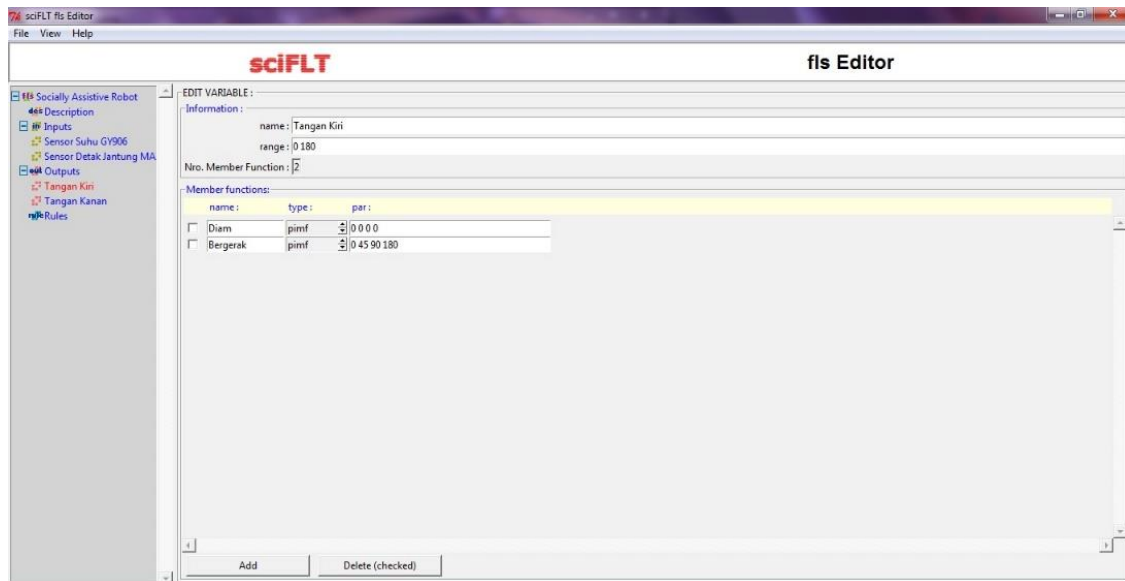 sciFLT fls Editor
File View Help
sciFLT
fls Editor
Socially Assistive Robot
Description
Inputs
Sensor Suhu GY906
Sensor Detak Jantung MA
Outputs
Tangan Kiri
Tangan Kanan
Rules
EDIT VARIABLE :
Information :
name : Tangan Kiri
range : 0 180
Nro. Member Function : 2
Member functions:
name : type : par :
Diam pimf 0 0 0 0
Bergerak pimf 0 45 90 180
Add Delete (checked)